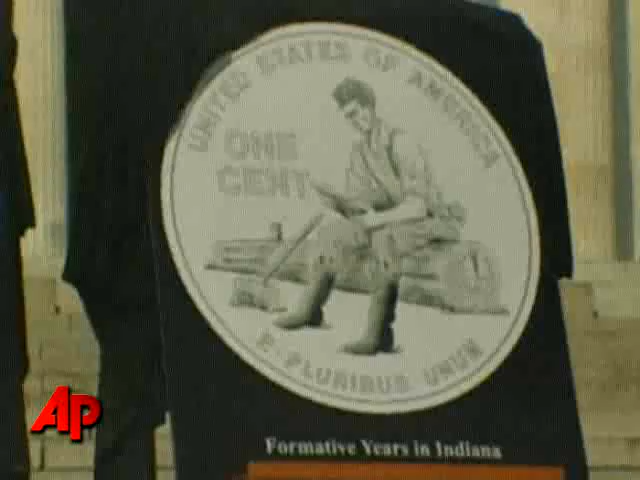 UNITED STATES OF AMERICA
ONE
CENT
E·PLURIBUS UNUM
Formative Years in Indiana
AP